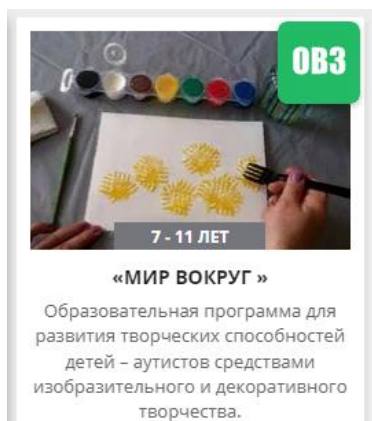 ОВЗ
7 - 11 ЛЕТ
«МИР ВОКРУГ »
Образовательная программа для
развития творческих способностей
детей – аутистов средствами
изобразительного и декоративного
творчества.